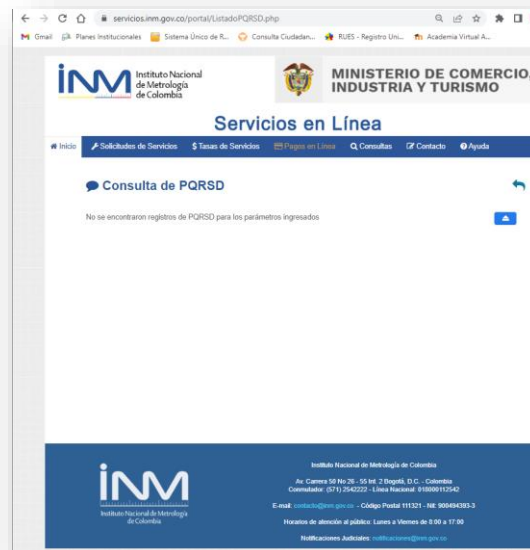 servicios.inm.gov.co/portal/ListadoPQRSD.php
Gmail Planes Institucionales Sistema Único de R... Consulta Ciudadan... RUES - Registro Uni... Academia Virtual A...
INM Instituto Nacional
de Metrología
de Colombia
MINISTERIO DE COMERCIO,
INDUSTRIA Y TURISMO
Servicios en Línea
Inicio Solicitudes de Servicios $ Tasas de Servicios Pagos en Línea Consultas Contacto Ayuda
Consulta de PQRSD
No se encontraron registros de PQRSD para los parámetros ingresados
INM
Instituto Nacional de Metrología
de Colombia
Instituto Nacional de Metrología de Colombia
Av. Carrera 50 No 26 - 55 Int. 2 Bogotá, D.C. - Colombia
Conmutador: (571) 2542222 - Línea Nacional: 018000112542
E-mail: contacto@inm.gov.co - Código Postal 111321 - Nit: 900494393-3
Horarios de atención al público: Lunes a Viernes de 8:00 a 17:00
Notificaciones Judiciales: notificaciones@inm.gov.co